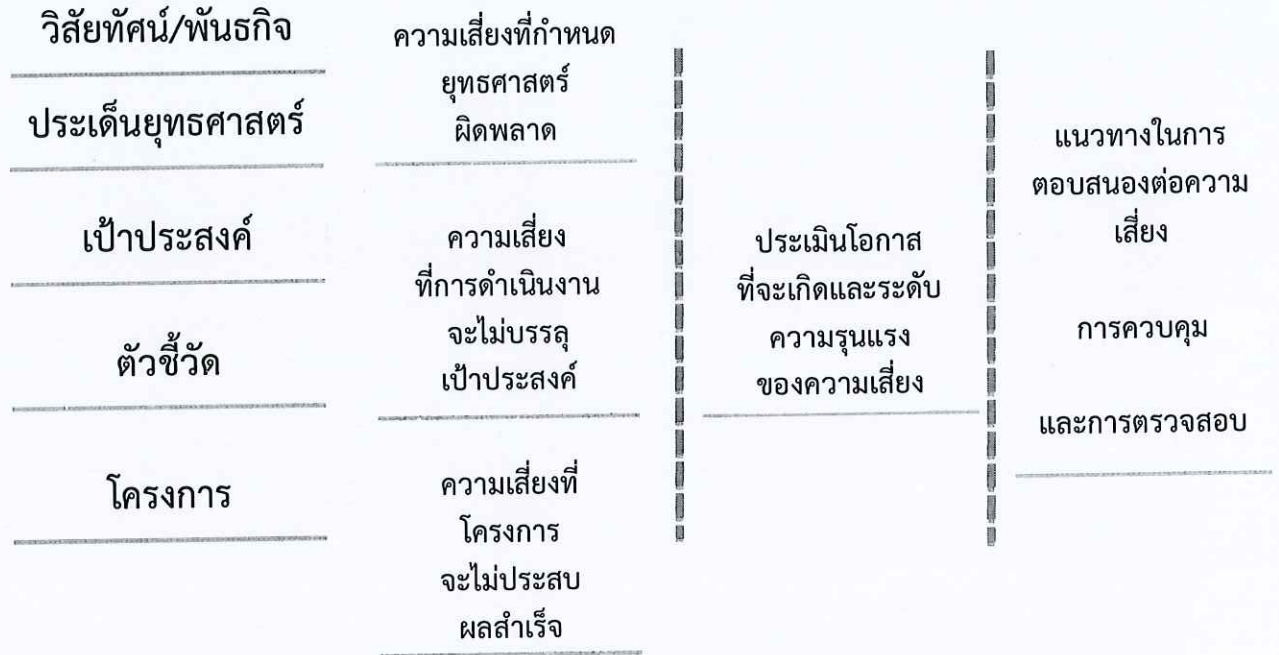 วิสัยทัศน์/พันธกิจ
ประเด็นยุทธศาสตร์
เป้าประสงค์
ตัวชี้วัด
โครงการ
ความเสี่ยงที่กำหนด
ยุทธศาสตร์
ผิดพลาด
ความเสี่ยง
ที่การดำเนินงาน
จะไม่บรรลุ
เป้าประสงค์
ความเสี่ยงที่
โครงการ
จะไม่ประสบ
ผลสำเร็จ
ประเมินโอกาส
ที่จะเกิดและระดับ
ความรุนแรง
ของความเสี่ยง
แนวทางในการ
ตอบสนองต่อความ
เสี่ยง
การควบคุม
และการตรวจสอบ